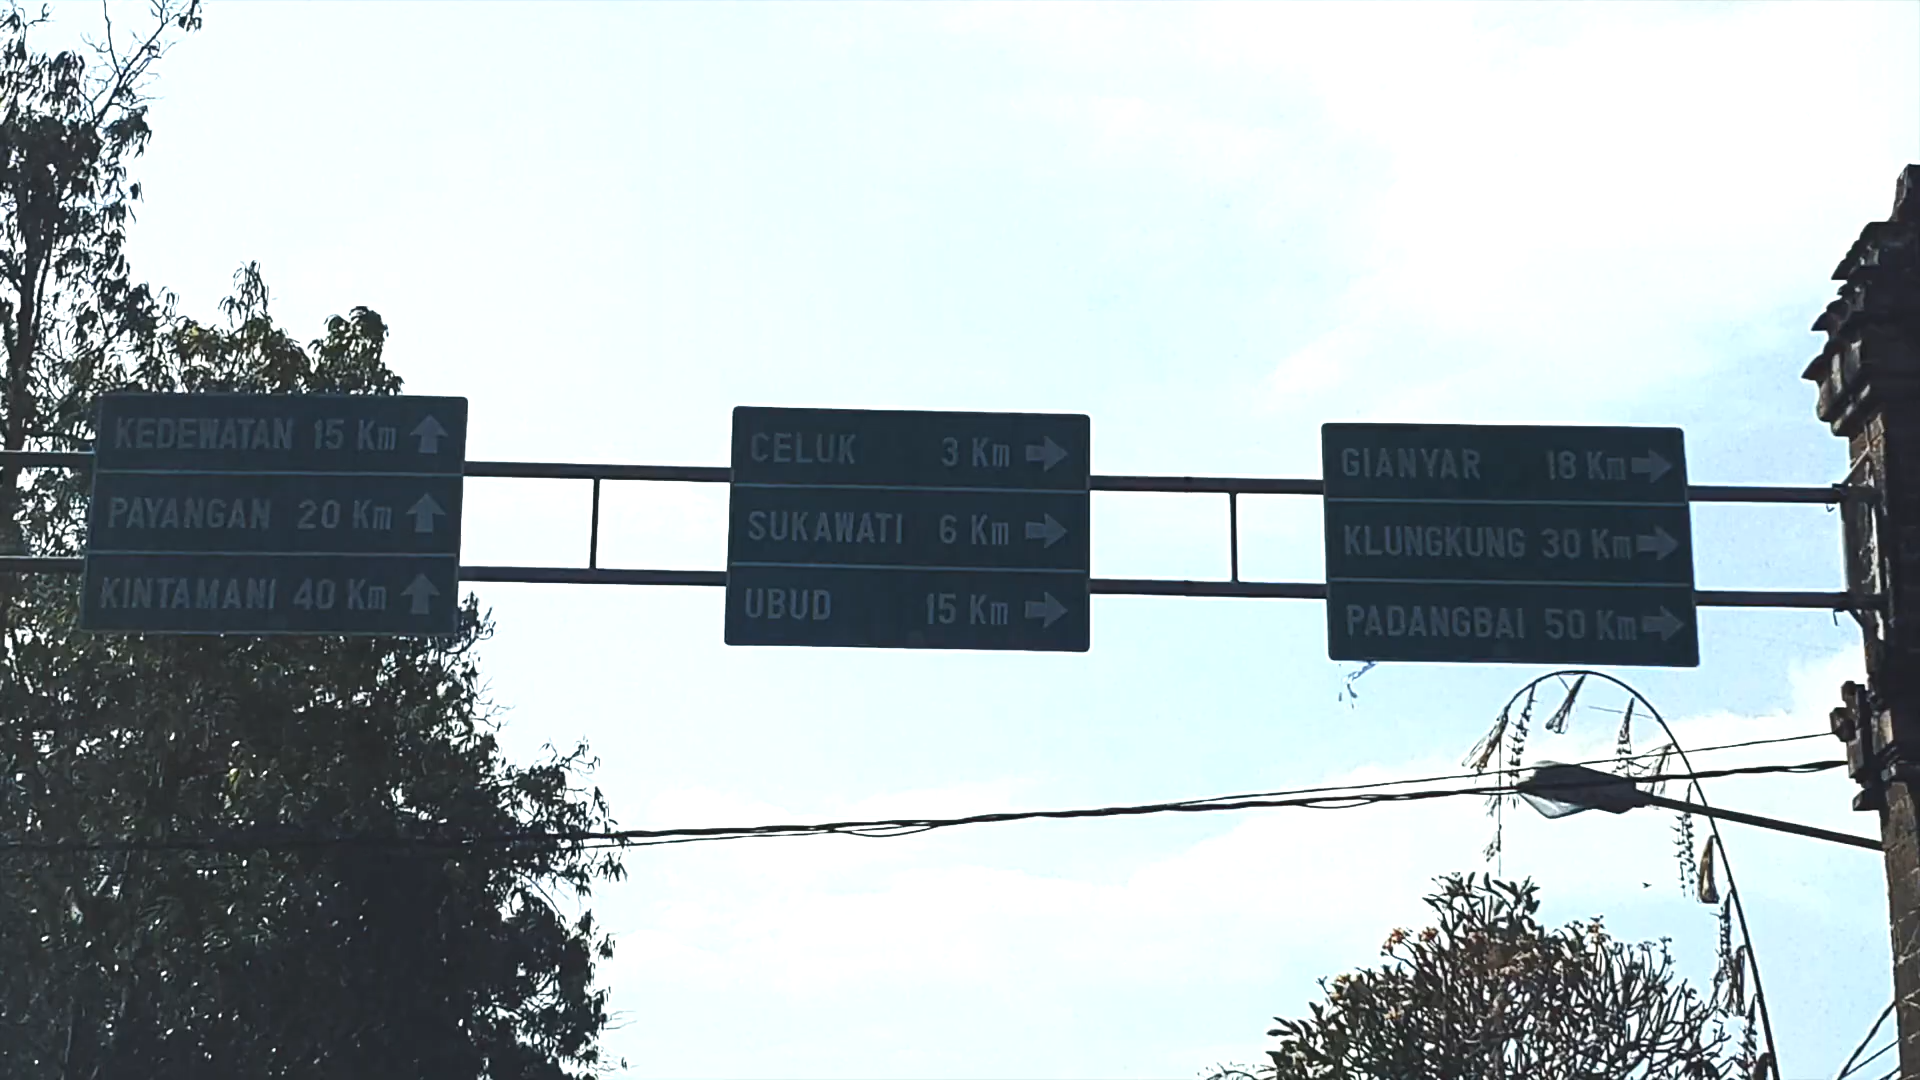 KEDEWATAN 15 Km
PAYANGAN 20 Km
KINTAMANI 40 Km
CELUK 3 Km
SUKAWATI 6 Km
UBUD 15 Km
GIANYAR 18 Km
KLUNGKUNG 30 Km
PADANGBAI 50 Km